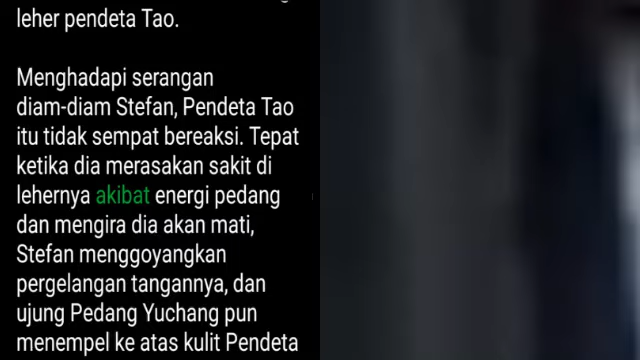 leher pendeta Tao.
Menghadapi serangan
diam-diam Stefan, Pendeta Tao
itu tidak sempat bereaksi. Tepat
ketika dia merasakan sakit di
lehernya akibat energi pedang
dan mengira dia akan mati,
Stefan menggoyangkan
pergelangan tangannya, dan
ujung Pedang Yuchang pun
menempel ke atas kulit Pendeta